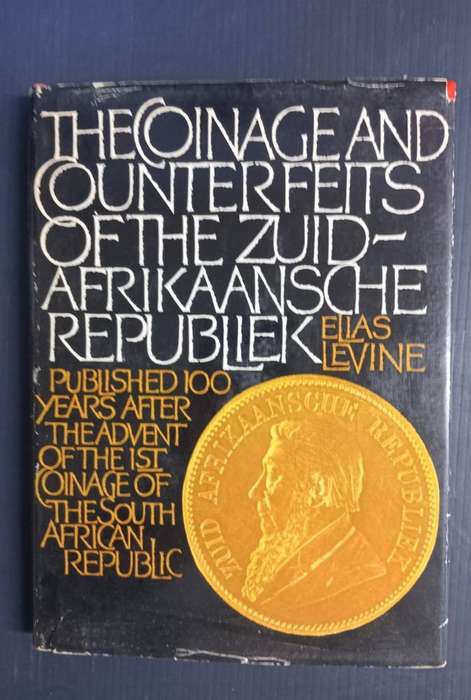 THE COINAGE AND
COUNTERFEITS
OF THE ZUID-
AFRIKAANSCHE
REPUBLIEK
ELIAS
LEVINE
PUBLISHED 100
YEARS AFTER
THE ADVENT
OF THE 1ST
COINAGE OF
THE SOUTH
AFRICAN
REPUBLIC
ZUID AFRIKAANSCHE REPUBLIEK